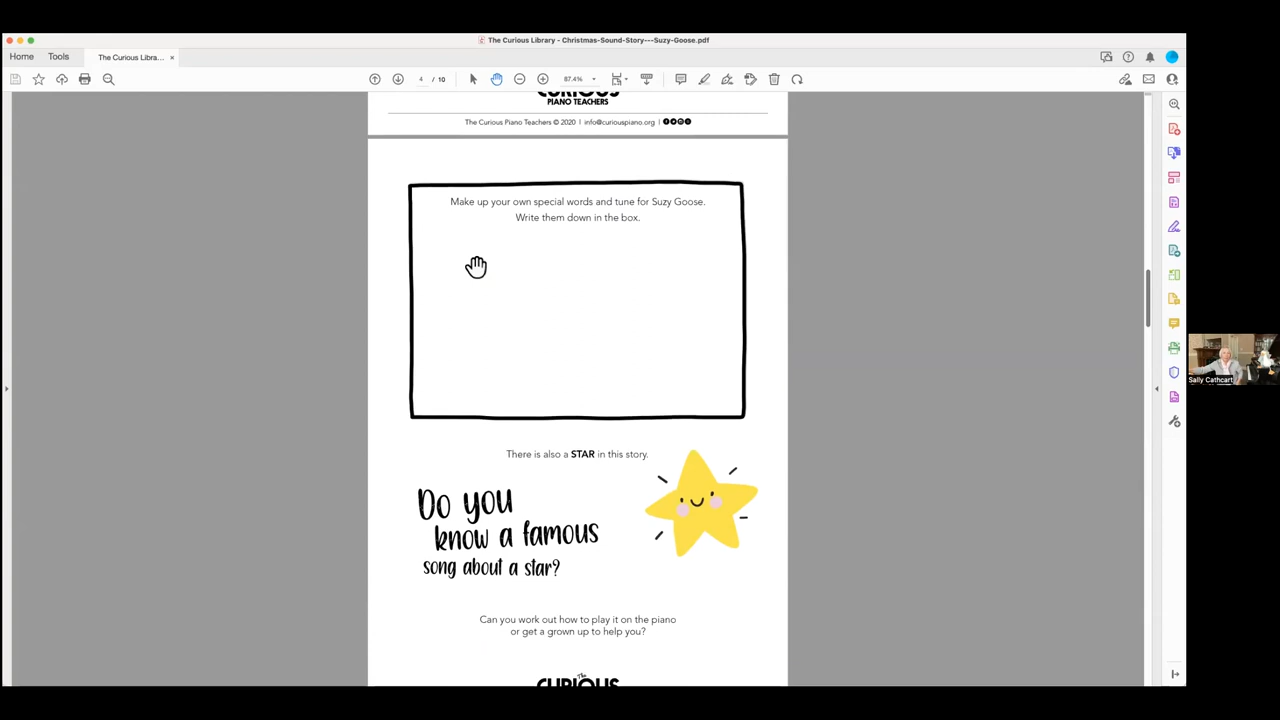 The Curious Library - Christmas-Sound-Story---Suzy-Goose.pdf
Home Tools The Curious Libra... ×
4 / 10 87.4%
CURIOUS
PIANO TEACHERS
The Curious Piano Teachers © 2020 | info@curiouspiano.org |
Make up your own special words and tune for Suzy Goose.
Write them down in the box.
Sally Cathcart
There is also a STAR in this story.
Do you
know a famous
song about a star?
Can you work out how to play it on the piano
or get a grown up to help you?
The
CURIOUS